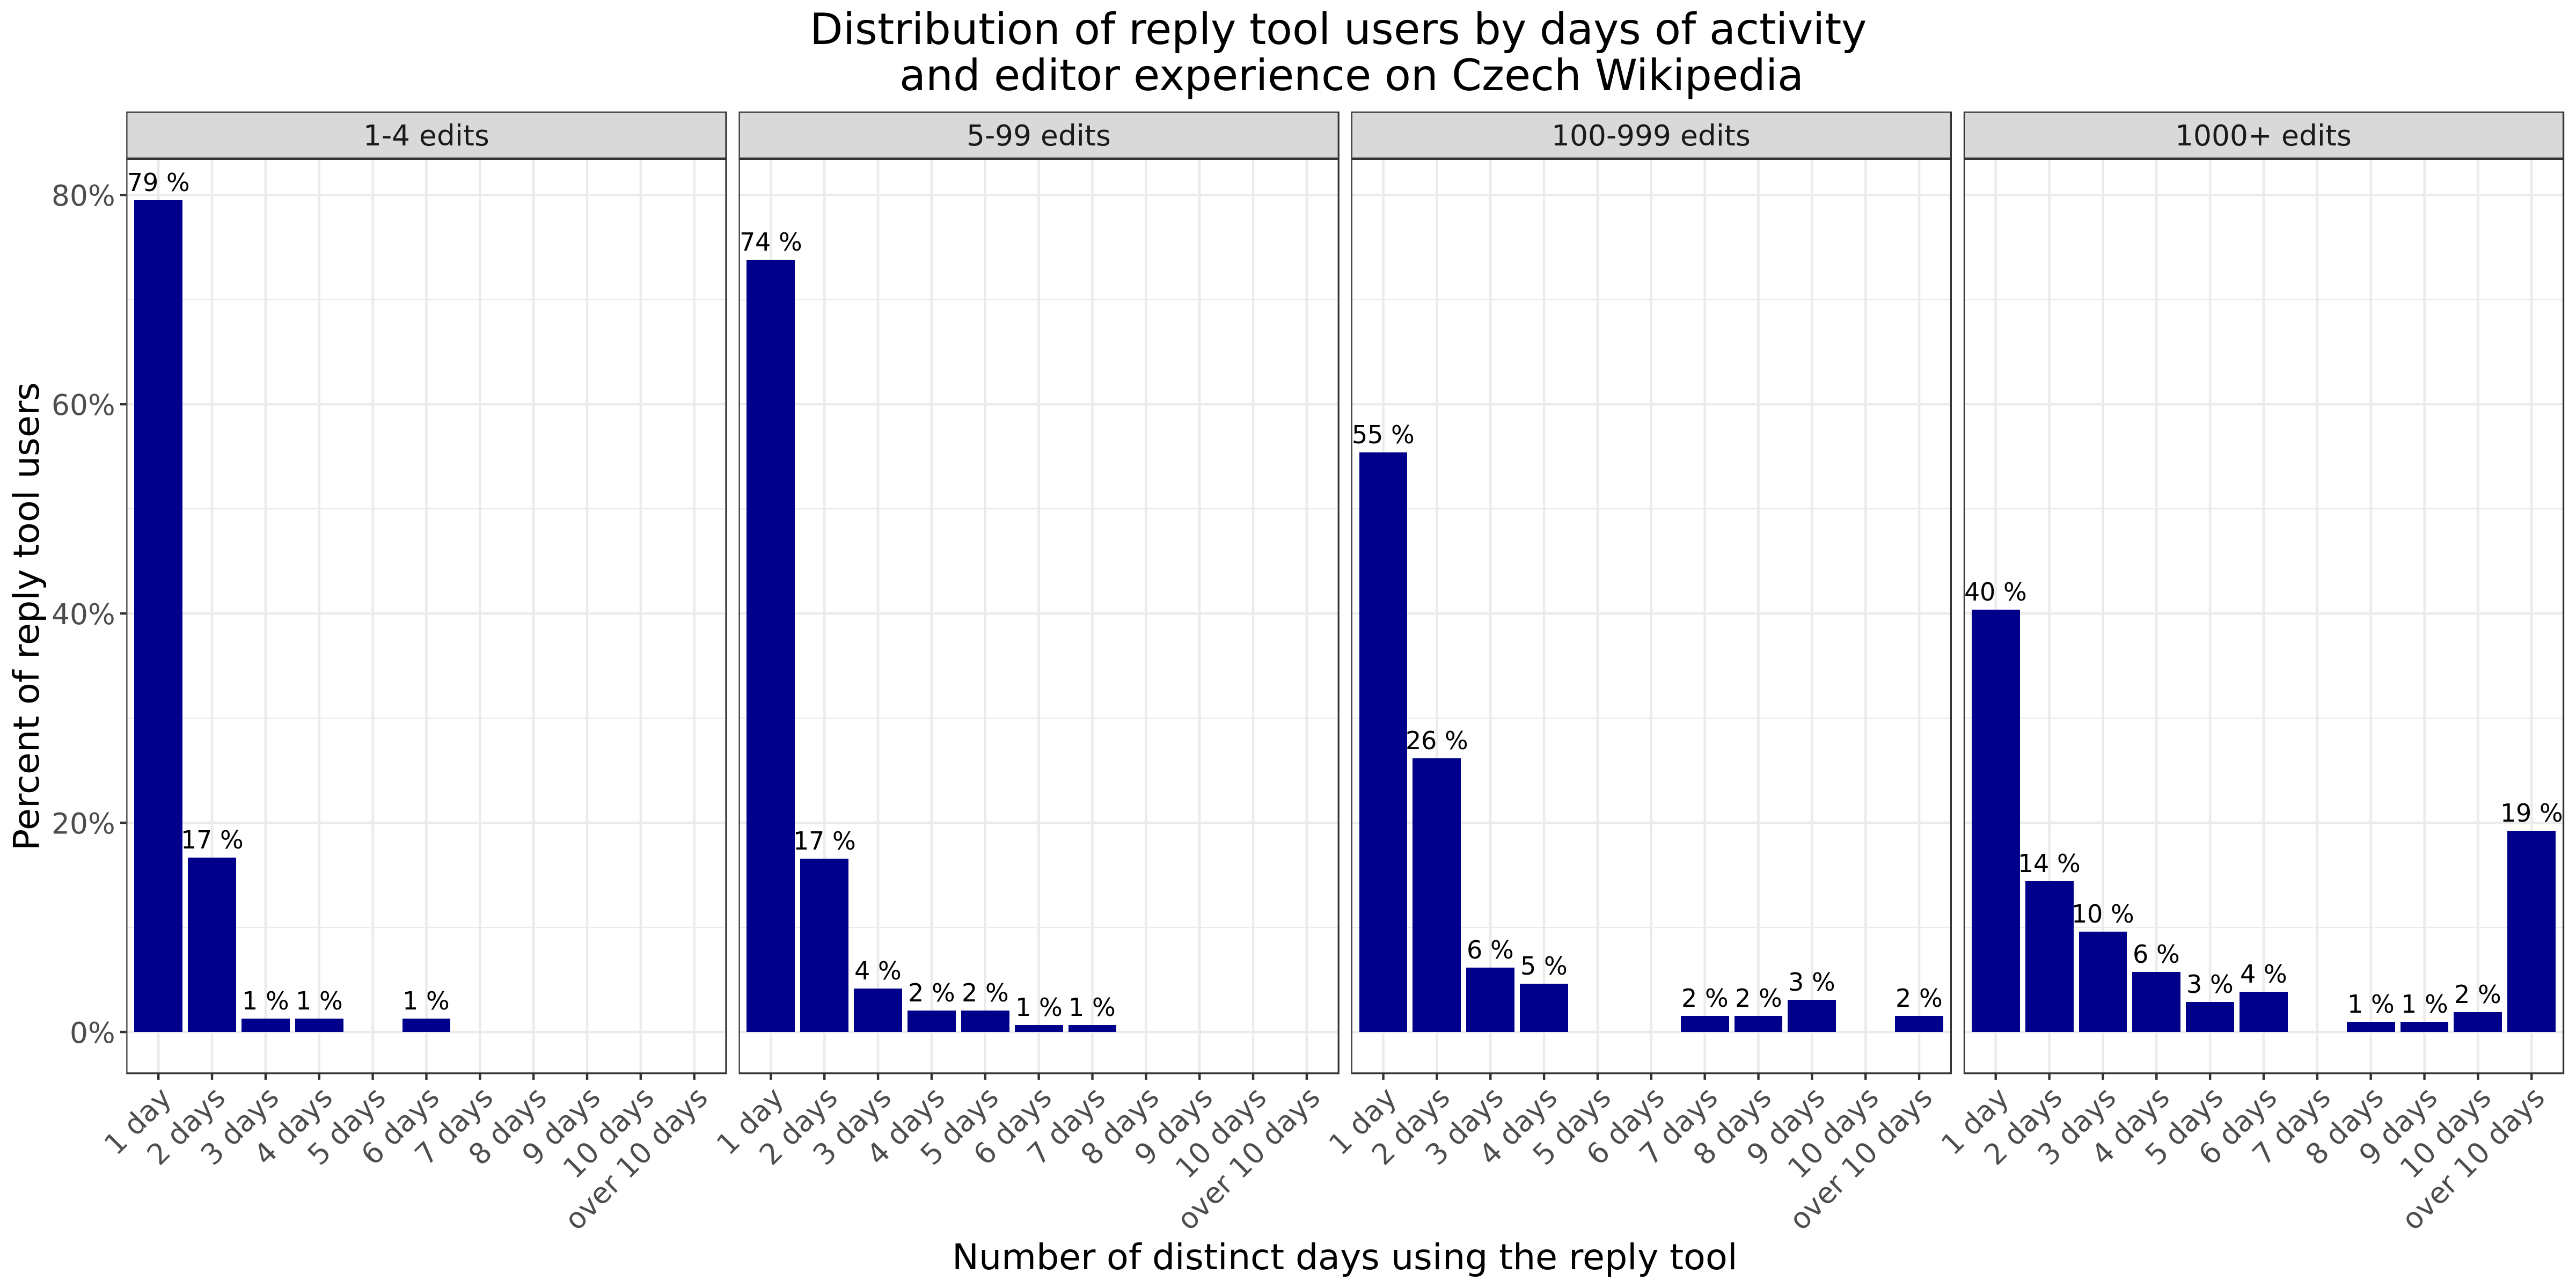 Distribution of reply tool users by days of activity
and editor experience on Czech Wikipedia
1-4 edits
5-99 edits
100-999 edits
1000+ edits
Percent of reply tool users
80%
60%
40%
20%
0%
79 %
17 %
1 %
1 %
1 %
74 %
17 %
4 %
2 %
2 %
1 %
1 %
55 %
26 %
6 %
5 %
2 %
2 %
3 %
2 %
40 %
14 %
10 %
6 %
3 %
4 %
1 %
1 %
2 %
19 %
1 day
2 days
3 days
4 days
5 days
6 days
7 days
8 days
9 days
10 days
over 10 days
1 day
2 days
3 days
4 days
5 days
6 days
7 days
8 days
9 days
10 days
over 10 days
1 day
2 days
3 days
4 days
5 days
6 days
7 days
8 days
9 days
10 days
over 10 days
1 day
2 days
3 days
4 days
5 days
6 days
7 days
8 days
9 days
10 days
over 10 days
Number of distinct days using the reply tool